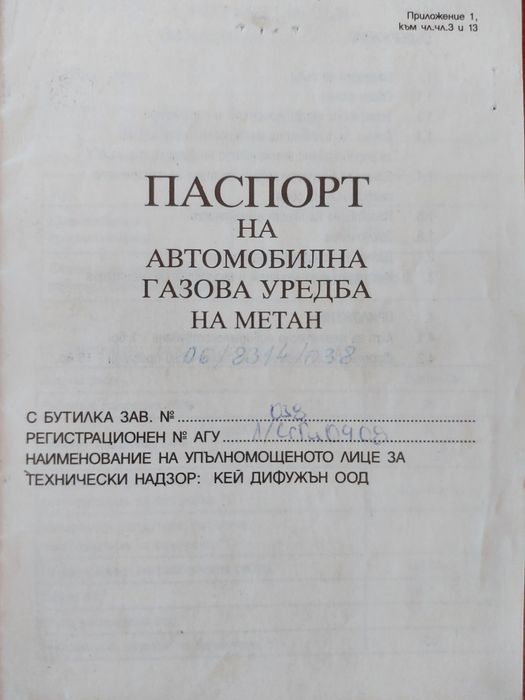 Приложение 1,
към чл.чл.3 и 13
ПАСПОРТ
НА
АВТОМОБИЛНА
ГАЗОВА УРЕДБА
НА МЕТАН
06/8314/038
С БУТИЛКА ЗАВ. № 038
РЕГИСТРАЦИОНЕН № АГУ
НАИМЕНОВАНИЕ НА УПЪЛНОМОЩЕНОТО ЛИЦЕ ЗА
ТЕХНИЧЕСКИ НАДЗОР: КЕЙ ДИФУЖЪН ООД